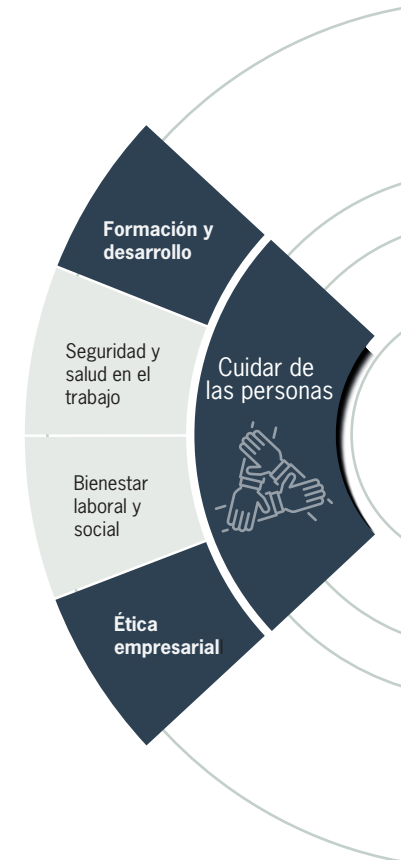 Formación y
desarrollo
Seguridad y
salud en el
trabajo
Cuidar de
las personas
Bienestar
laboral y
social
Ética
empresarial